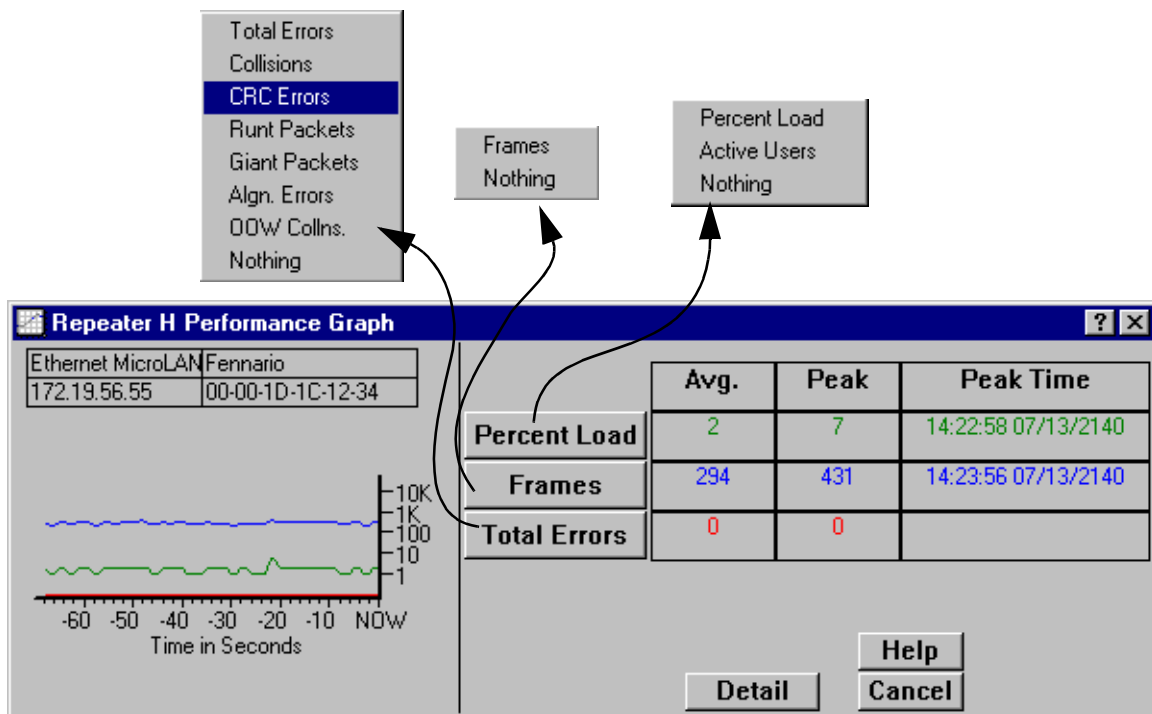 Total Errors
Collisions
CRC Errors
Runt Packets
Giant Packets
Algn. Errors
OOW Collns.
Nothing
Frames
Nothing
Percent Load
Active Users
Nothing
Repeater H Performance Graph
Ethernet MicroLAN Fennario
172.19.56.55 00-00-1D-1C-12-34
10K
1K
100
10
1
-60 -50 -40 -30 -20 -10 NOW
Time in Seconds
Avg. Peak Peak Time
Percent Load 2 7 14:22:58 07/13/2140
Frames 294 431 14:23:56 07/13/2140
Total Errors 0 0
Help
Detail Cancel